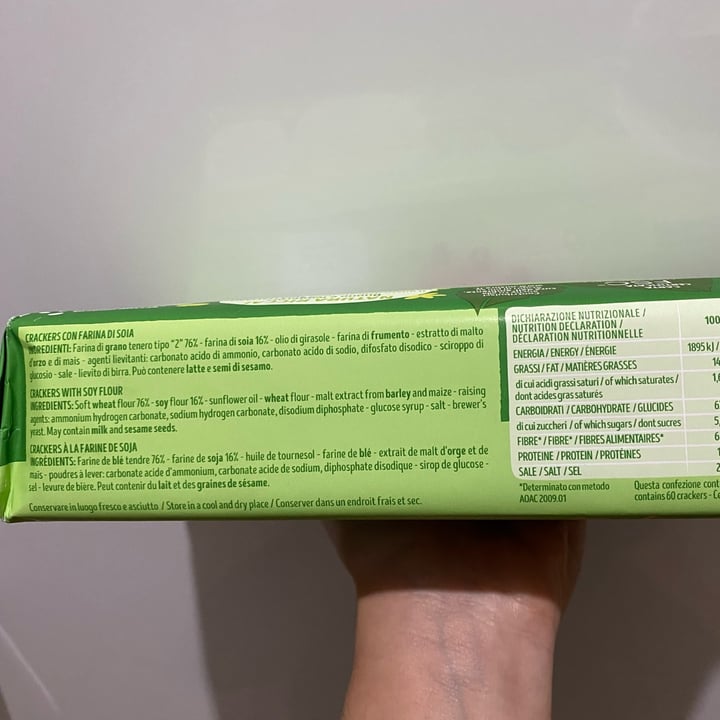 CRACKERS CON FARINA DI SOIA
INGREDIENTI: Farina di grano tenero tipo "2" 76% - farina di soia 16% - olio di girasole - farina di frumento - estratto di malto
d'orzo e di mais - agenti lievitanti: carbonato acido di ammonio, carbonato acido di sodio, difosfato disodico - sciroppo di
glucosio - sale - lievito di birra. Può contenere latte e semi di sesamo.
CRACKERS WITH SOY FLOUR
INGREDIENTS: Soft wheat flour 76% - soy flour 16% - sunflower oil - wheat flour - malt extract from barley and maize - raising
agents: ammonium hydrogen carbonate, sodium hydrogen carbonate, disodium diphosphate - glucose syrup - salt - brewer's
yeast. May contain milk and sesame seeds.
CRACKERS À LA FARINE DE SOJA
INGRÉDIENTS: Farine de blé tendre 76% - farine de soja 16% - huile de tournesol - farine de blé - extrait de malt d'orge et de
maïs - poudres à lever: carbonate acide d'ammonium, carbonate acide de sodium, diphosphate disodique - sirop de glucose -
sel - levure de bière. Peut contenir du lait et des graines de sésame.
Conservare in luogo fresco e asciutto / Store in a cool and dry place / Conserver dans un endroit frais et sec.
DICHIARAZIONE NUTRIZIONALE /
NUTRITION DECLARATION /
DÉCLARATION NUTRITIONNELLE
100
ENERGIA / ENERGY / ÉNERGIE 1895 kJ /
GRASSI / FAT / MATIÈRES GRASSES 14
di cui acidi grassi saturi / of which saturates /
dont acides gras saturés 1,
CARBOIDRATI / CARBOHYDRATE / GLUCIDES 6
di cui zuccheri / of which sugars / dont sucres 5,
FIBRE* / FIBRE* / FIBRES ALIMENTAIRES* 6
PROTEINE / PROTEIN / PROTÉINES 1
SALE / SALT / SEL 2
*Determinato con metodo
AOAC 2009.01
Questa confezione cont
contains 60 crackers - Ce